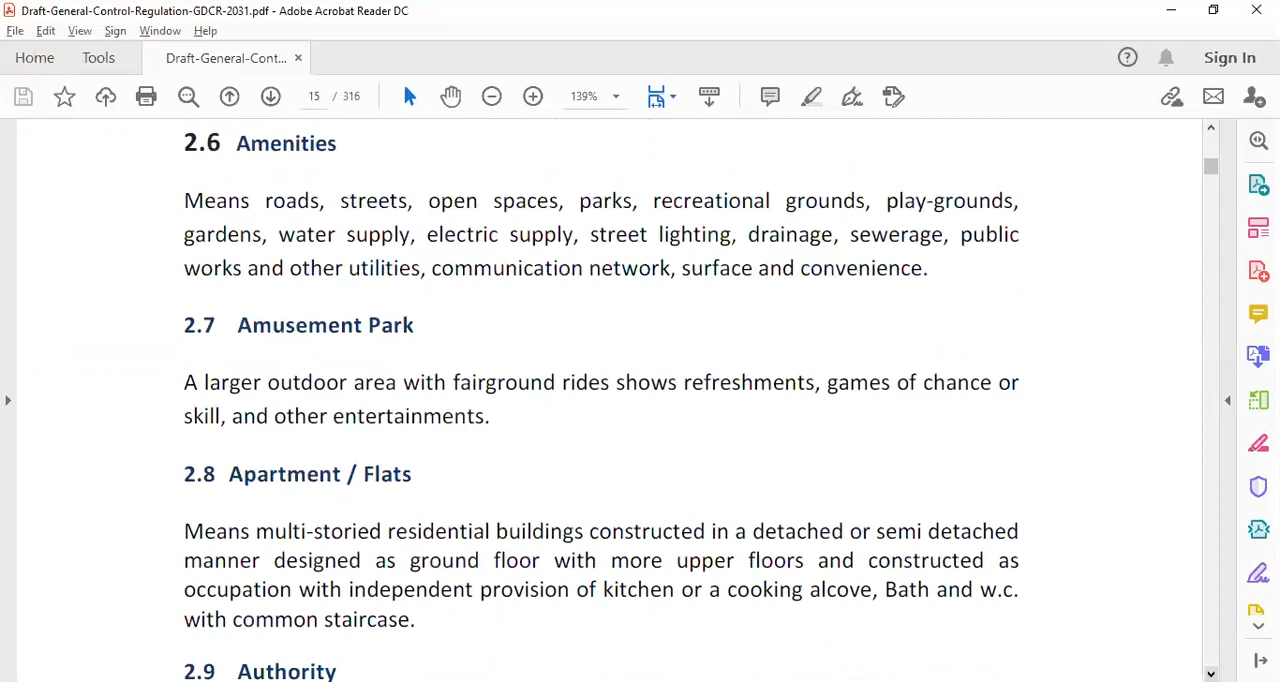 Draft-General-Control-Regulation-GDCR-2031.pdf - Adobe Acrobat Reader DC
File Edit View Sign Window Help
Home Tools Draft-General-Cont... × Sign In
15 / 316 139%
2.6 Amenities
Means roads, streets, open spaces, parks, recreational grounds, play-grounds,
gardens, water supply, electric supply, street lighting, drainage, sewerage, public
works and other utilities, communication network, surface and convenience.
2.7 Amusement Park
A larger outdoor area with fairground rides shows refreshments, games of chance or
skill, and other entertainments.
2.8 Apartment / Flats
Means multi-storied residential buildings constructed in a detached or semi detached
manner designed as ground floor with more upper floors and constructed as
occupation with independent provision of kitchen or a cooking alcove, Bath and w.c.
with common staircase.
2.9 Authority